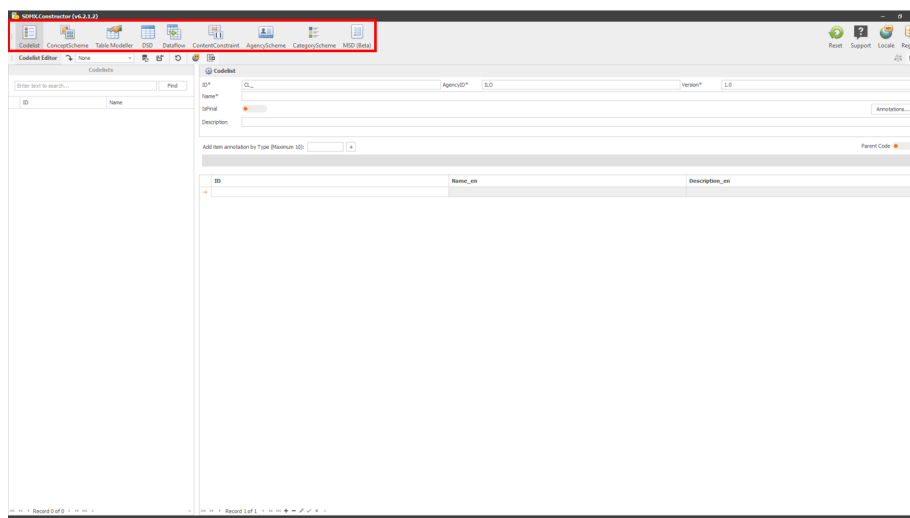 SDMX.Constructor (v6.2.1.2)
Codelist ConceptScheme Table Modeller DSD Dataflow ContentConstraint AgencyScheme CategoryScheme MSD (Beta) Reset Support Locale Reg
Codelist Editor None
Codelists Codelist
Enter text to search... Find
ID Name
ID* CL_ AgencyID* ILO Version* 1.0
Name*
IsFinal Annotations...
Description
Add item annotation by Type (Maximum 10): + Parent Code
ID Name_en Description_en
Record 0 of 0 Record 1 of 1